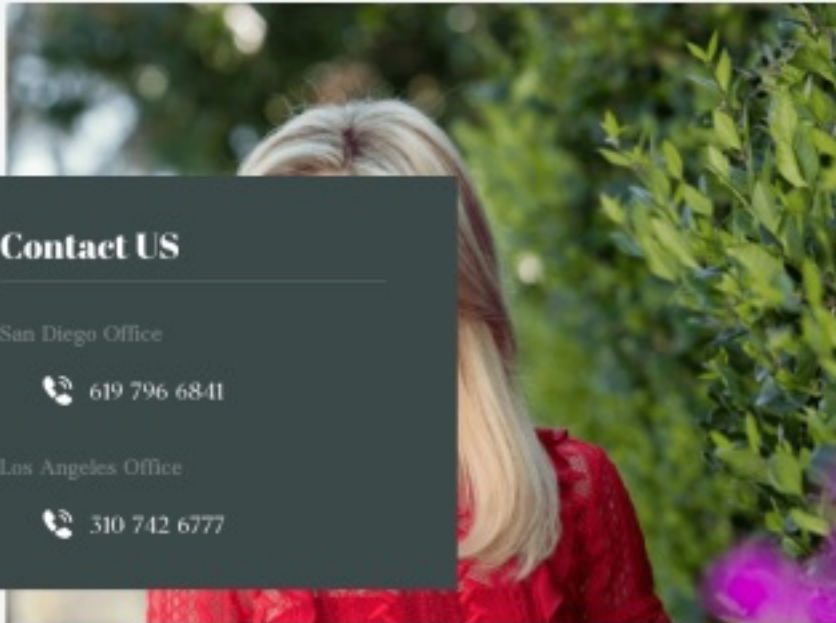 Contact US
San Diego Office
619 796 6841
Los Angeles Office
310 742 6777